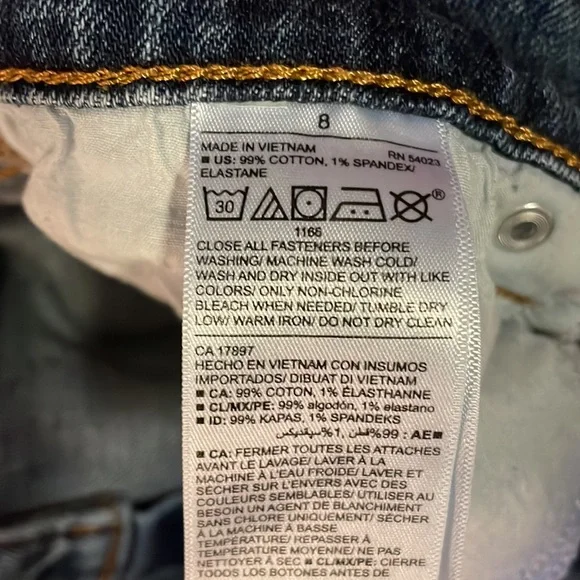 8
MADE IN VIETNAM RN 54023
■ US: 99% COTTON, 1% SPANDEX/
ELASTANE
30
®
1166
CLOSE ALL FASTENERS BEFORE
WASHING/ MACHINE WASH COLD/
WASH AND DRY INSIDE OUT WITH LIKE
COLORS/ ONLY NON-CHLORINE
BLEACH WHEN NEEDED/ TUMBLE DRY
LOW/ WARM IRON/ DO NOT DRY CLEAN
CA 17897
HECHO EN VIETNAM CON INSUMOS
IMPORTADOS/ DIBUAT DI VIETNAM
■ CA: 99% COTON, 1% ÉLASTHANNE
■ CL/MX/PE: 99% algodón, 1% elastano
■ ID: 99% KAPAS, 1% SPANDEKS
■ AE: 99% قطن, 1% سباندكس
■ CA: FERMER TOUTES LES ATTACHES
AVANT LE LAVAGE/ LAVER À LA
MACHINE À L'EAU FROIDE/ LAVER ET
SÉCHER SUR L'ENVERS AVEC DES
COULEURS SEMBLABLES/ UTILISER AU
BESOIN UN AGENT DE BLANCHIMENT
SANS CHLORE UNIQUEMENT/ SÉCHER
À LA MACHINE À BASSE
TEMPÉRATURE/ REPASSER À
TEMPÉRATURE MOYENNE/ NE PAS
NETTOYER À SEC ■ CL/MX/PE: CIERRE
TODOS LOS BOTONES ANTES DE